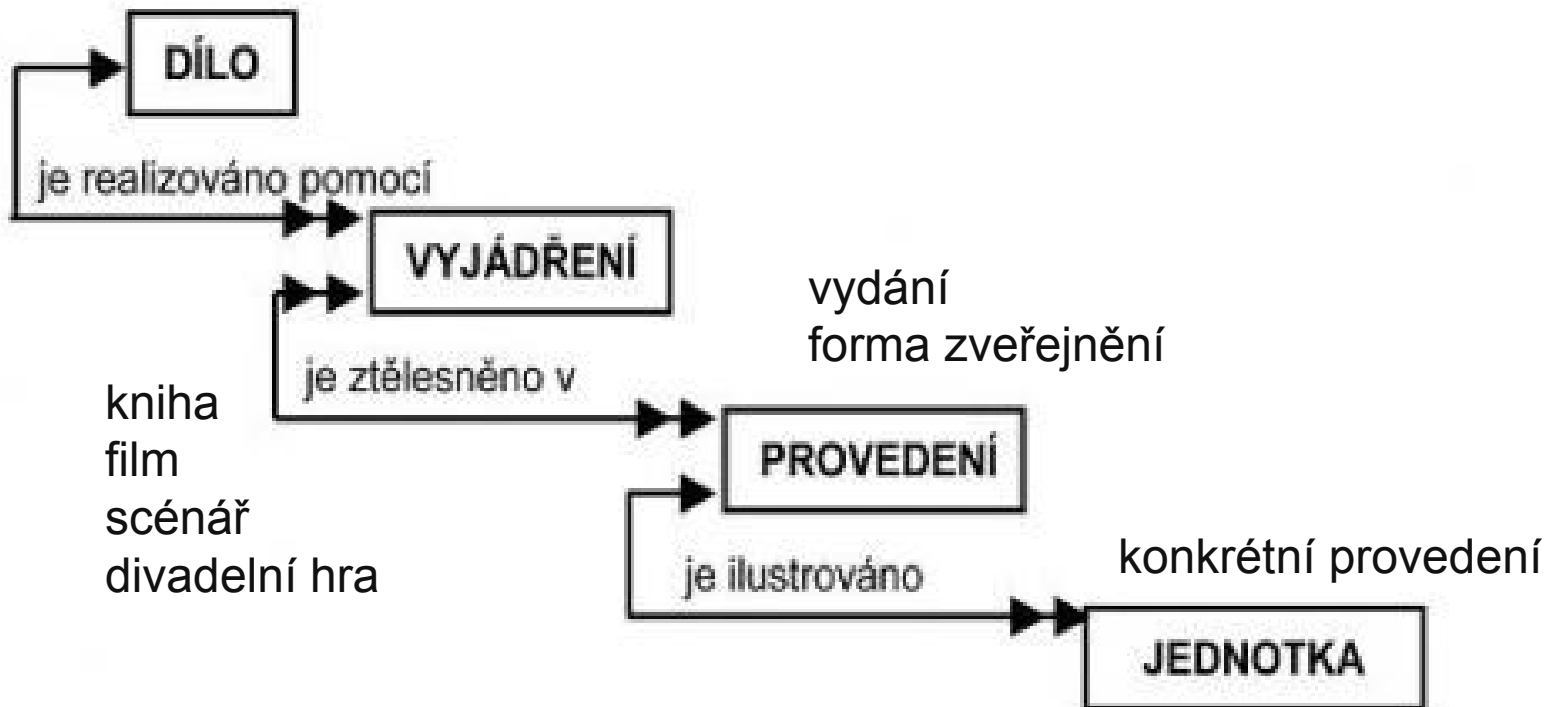 DÍLO
je realizováno pomocí
VYJÁDŘENÍ
vydání
forma zveřejnění
je ztělesněno v
kniha
film
scénář
divadelní hra
PROVEDENÍ
konkrétní provedení
je ilustrováno
JEDNOTKA